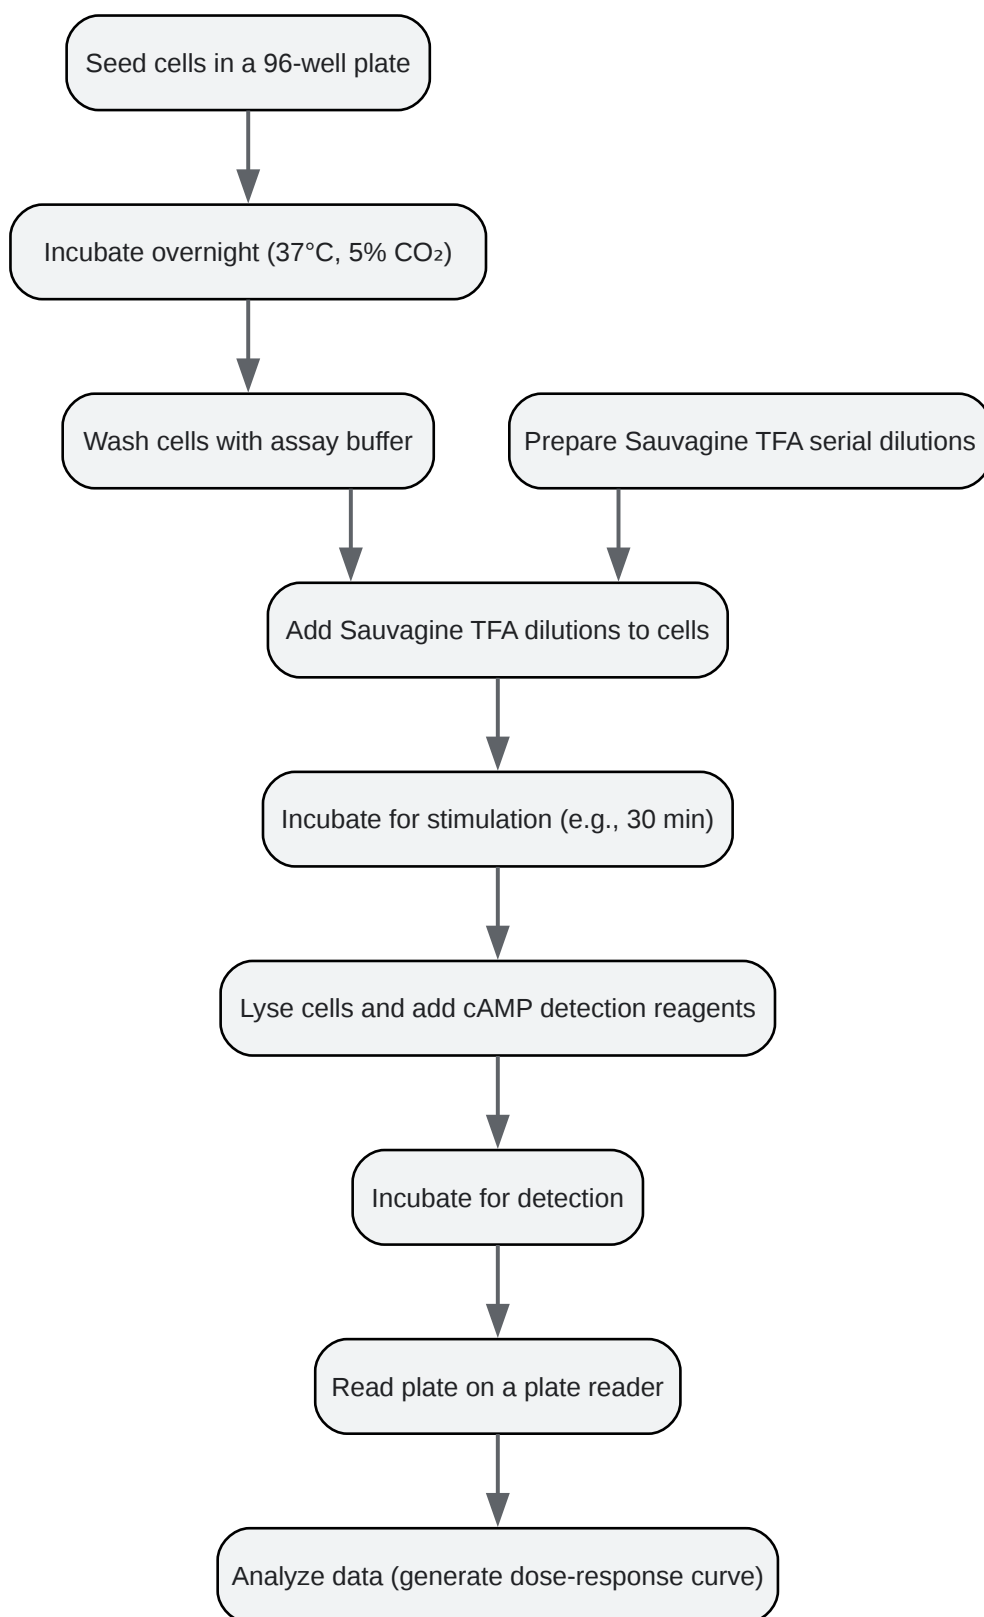 Seed cells in a 96-well plate
Incubate overnight (37°C, 5% CO₂)
Wash cells with assay buffer
Prepare Sauvagine TFA serial dilutions
Add Sauvagine TFA dilutions to cells
Incubate for stimulation (e.g., 30 min)
Lyse cells and add cAMP detection reagents
Incubate for detection
Read plate on a plate reader
Analyze data (generate dose-response curve)